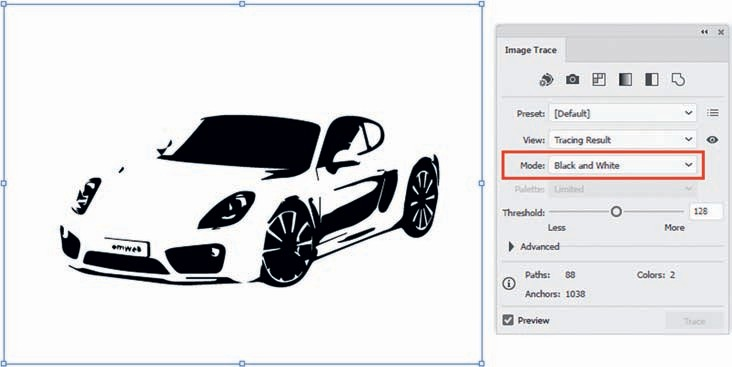 omweb
Image Trace
Preset: [Default]
View: Tracing Result
Mode: Black and White
Palette: Limited
Threshold: 128
Less More
Advanced
Paths: 88 Colors: 2
Anchors: 1038
Preview Trace